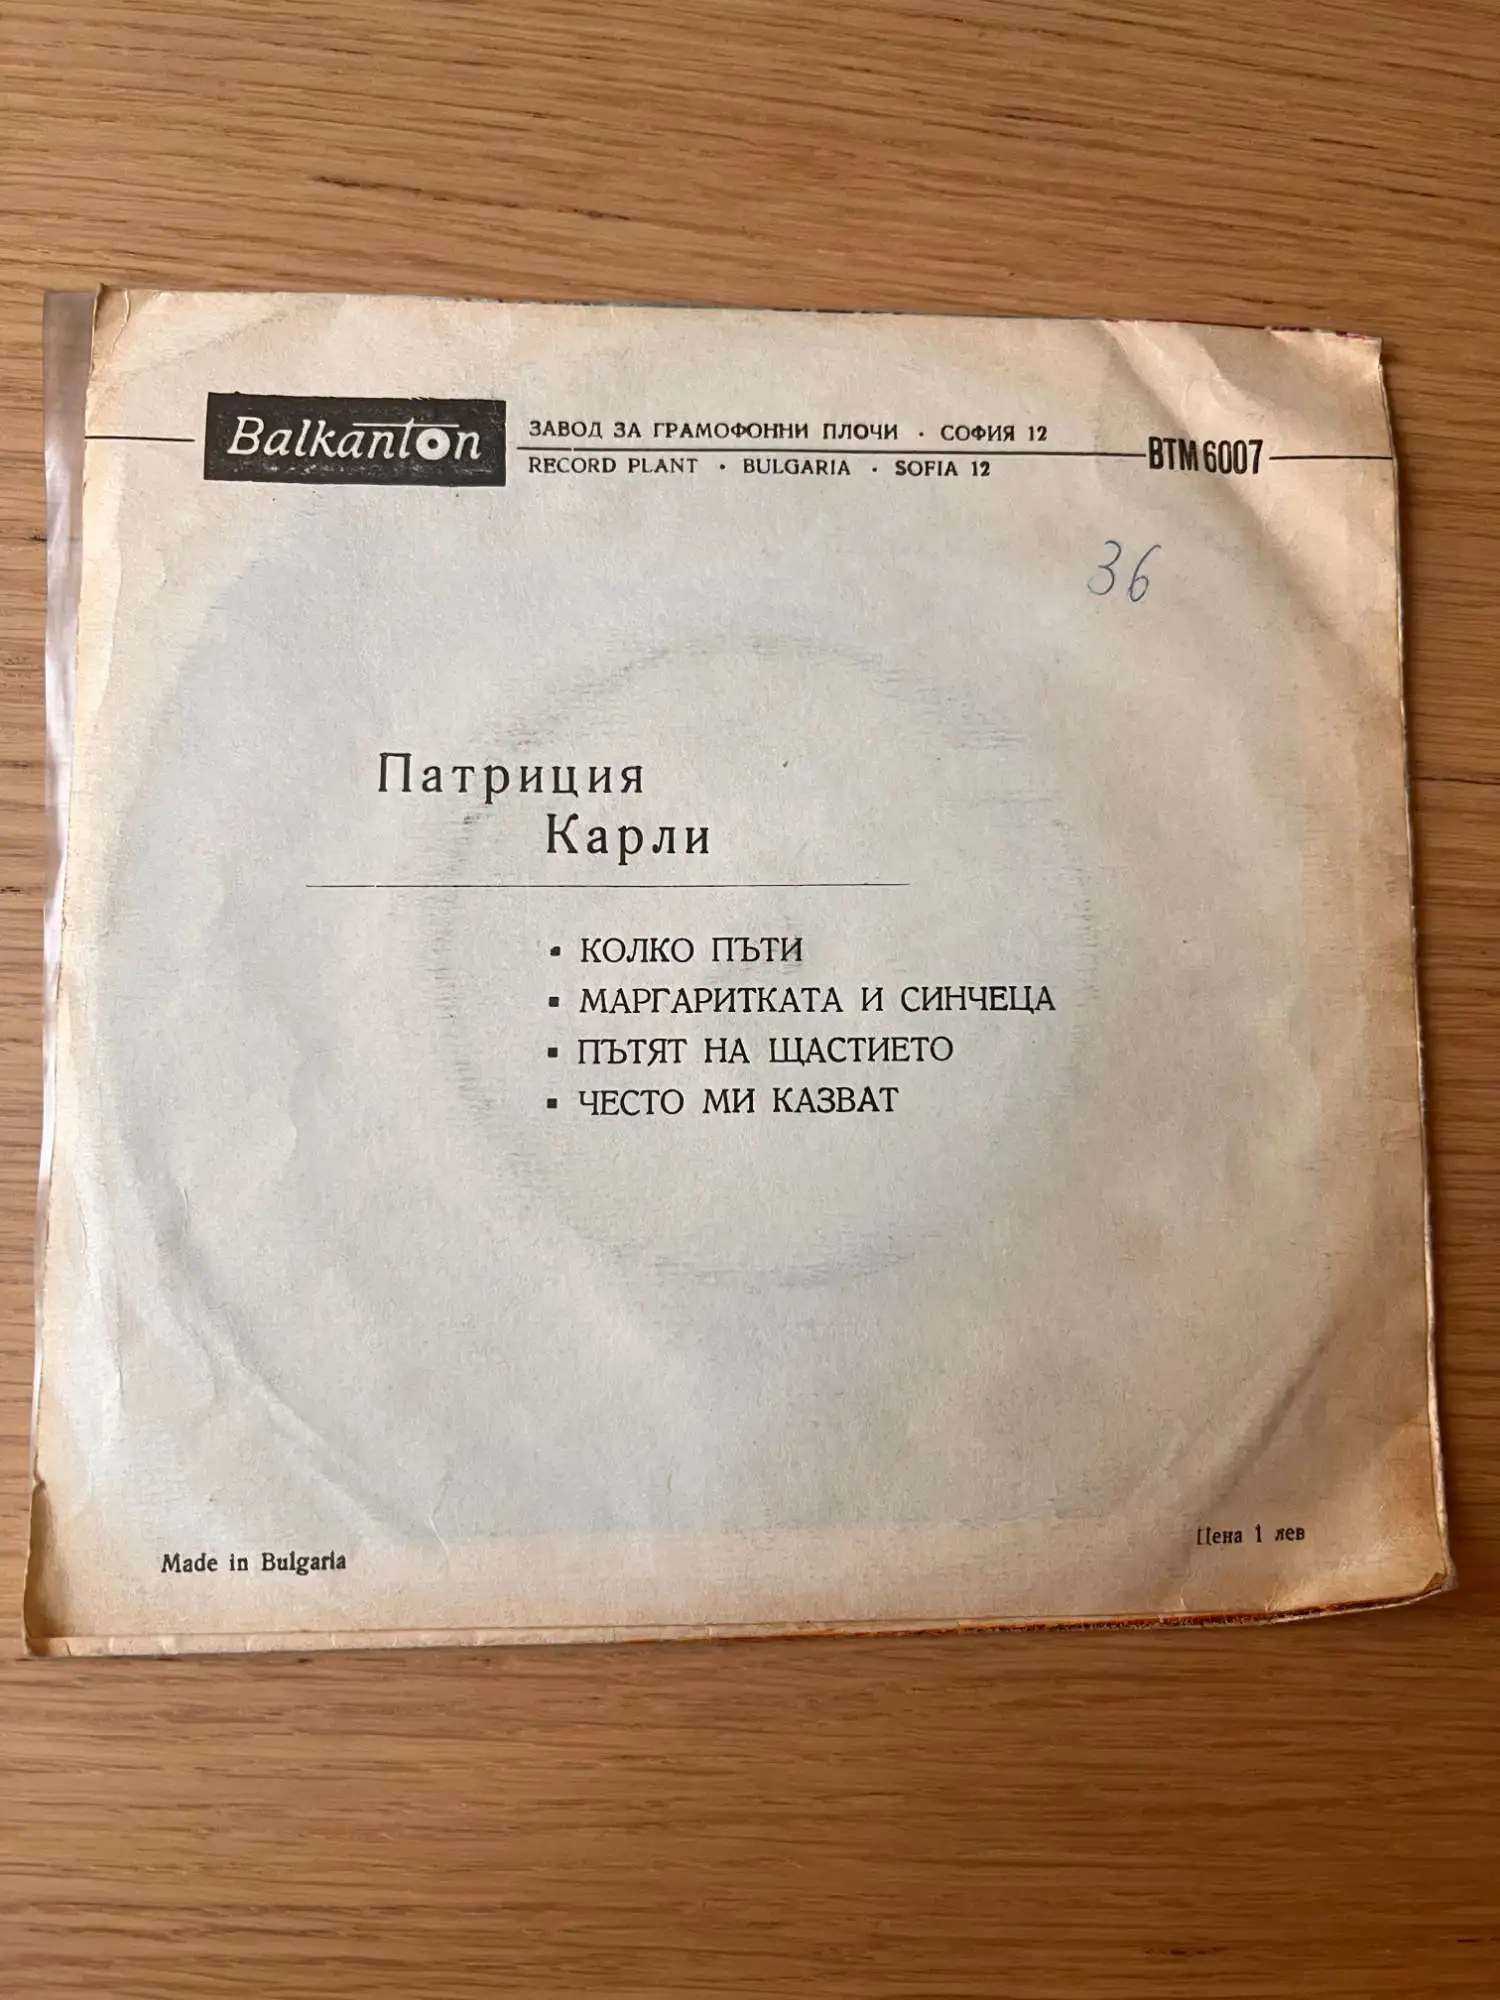 Balkanton
ЗАВОД ЗА ГРАМОФОННИ ПЛОЧИ · СОФИЯ 12
RECORD PLANT · BULGARIA · SOFIA 12
ВТМ 6007
36
Патриция
Карли
▪ КОЛКО ПЪТИ
▪ МАРГАРИТКАТА И СИНЧЕЦА
▪ ПЪТЯТ НА ЩАСТИЕТО
▪ ЧЕСТО МИ КАЗВАТ
Made in Bulgaria
Цена 1 лев